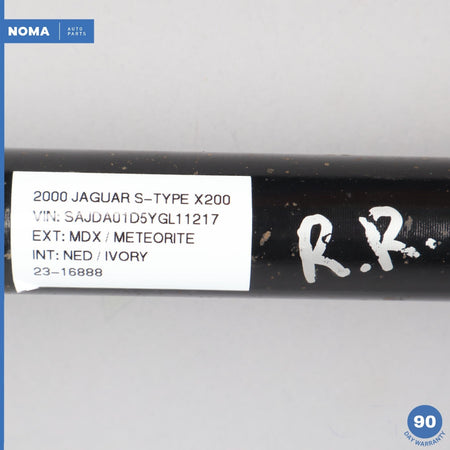 NOMA AUTO
PARTS
2000 JAGUAR S-TYPE X200
VIN: SAJDA01D5YGL11217
EXT: MDX / METEORITE
INT: NED / IVORY
23-16888
R.R.
90
DAY WARRANTY